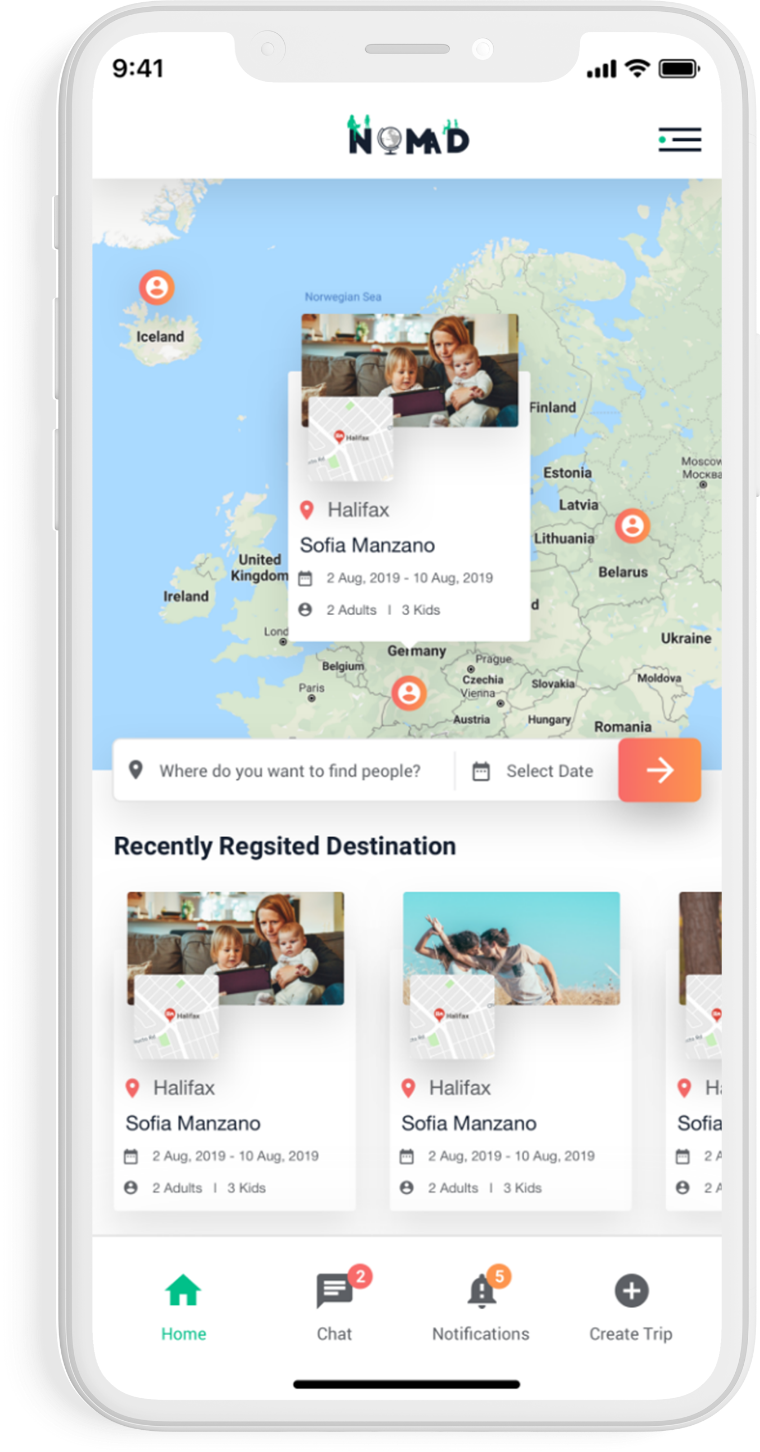 9:41
NOMAD
Norwegian Sea
Iceland
Finland
Halifax
Estonia
Moscow
Москва
Latvia
Halifax
Lithuania
Sofia Manzano
United
Kingdom
Belarus
2 Aug, 2019 - 10 Aug, 2019
Ireland
2 Adults | 3 Kids
d
Lond
Ukraine
Germany
Belgium
Prague
Czechia
Slovakia
Moldova
Paris
Vienna
Austria
Hungary
Romania
Where do you want to find people?
Select Date
Recently Regsited Destination
Halifax
Halifax
Halifax
Halifax
Ha
Sofia Manzano
Sofia Manzano
Sofia
2 Aug, 2019 - 10 Aug, 2019
2 Aug, 2019 - 10 Aug, 2019
2 A
2 Adults | 3 Kids
2 Adults | 3 Kids
2 A
2
5
Home
Chat
Notifications
Create Trip